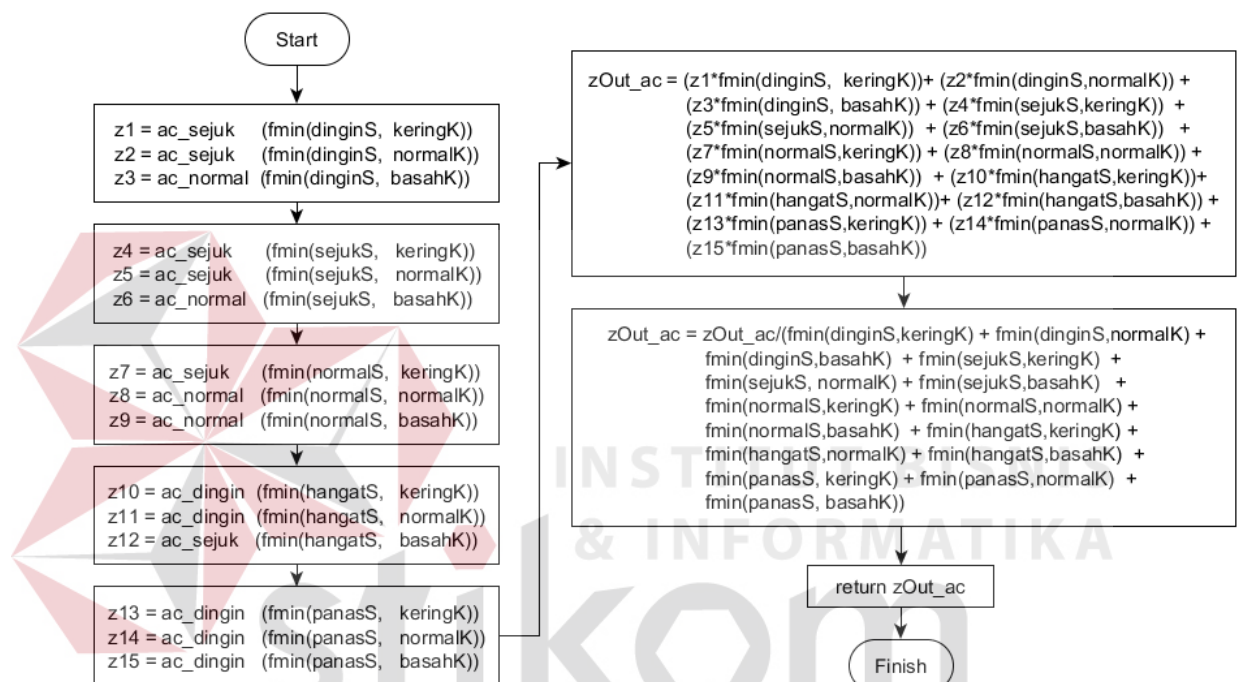 Start
z1 = ac_sejuk (fmin(dinginS, keringK))
z2 = ac_sejuk (fmin(dinginS, normalK))
z3 = ac_normal (fmin(dinginS, basahK))
z4 = ac_sejuk (fmin(sejukS, keringK))
z5 = ac_sejuk (fmin(sejukS, normalK))
z6 = ac_normal (fmin(sejukS, basahK))
z7 = ac_sejuk (fmin(normalS, keringK))
z8 = ac_normal (fmin(normalS, normalK))
z9 = ac_normal (fmin(normalS, basahK))
z10 = ac_dingin (fmin(hangatS, keringK))
z11 = ac_dingin (fmin(hangatS, normalK))
z12 = ac_sejuk (fmin(hangatS, basahK))
z13 = ac_dingin (fmin(panasS, keringK))
z14 = ac_dingin (fmin(panasS, normalK))
z15 = ac_dingin (fmin(panasS, basahK))
zOut_ac = (z1*fmin(dinginS, keringK))+ (z2*fmin(dinginS,normalK)) +
(z3*fmin(dinginS, basahK)) + (z4*fmin(sejukS,keringK)) +
(z5*fmin(sejukS,normalK)) + (z6*fmin(sejukS,basahK)) +
(z7*fmin(normalS,keringK)) + (z8*fmin(normalS,normalK)) +
(z9*fmin(normalS,basahK)) + (z10*fmin(hangatS,keringK))+
(z11*fmin(hangatS,normalK))+ (z12*fmin(hangatS,basahK)) +
(z13*fmin(panasS,keringK)) + (z14*fmin(panasS,normalK)) +
(z15*fmin(panasS,basahK))
zOut_ac = zOut_ac/(fmin(dinginS,keringK) + fmin(dinginS,normalK) +
fmin(dinginS,basahK) + fmin(sejukS,keringK) +
fmin(sejukS, normalK) + fmin(sejukS,basahK) +
fmin(normalS,keringK) + fmin(normalS,normalK) +
fmin(normalS,basahK) + fmin(hangatS,keringK) +
fmin(hangatS,normalK) + fmin(hangatS,basahK) +
fmin(panasS, keringK) + fmin(panasS,normalK) +
fmin(panasS, basahK))
return zOut_ac
Finish
INSTITUT BISNIS
& INFORMATIKA
stikom